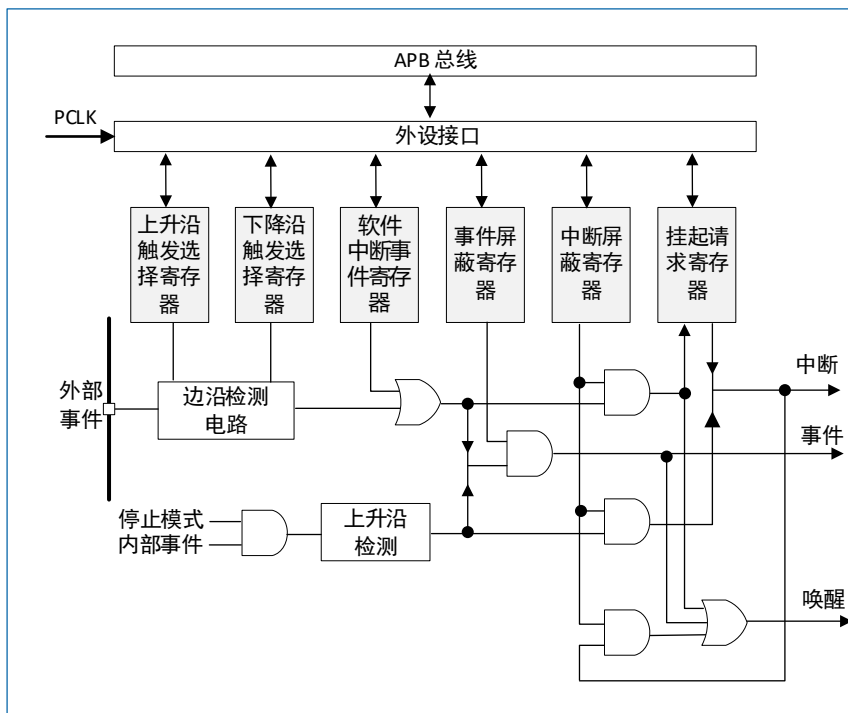 APB 总线
PCLK
外设接口
上升沿
触发选
择寄存
器
下降沿
触发选
择寄存
器
软件
中断事
件寄存
器
事件屏
蔽寄存
器
中断屏
蔽寄存
器
挂起请
求寄存
器
中断
外部
事件
边沿检测
电路
事件
停止模式
内部事件
上升沿
检测
唤醒